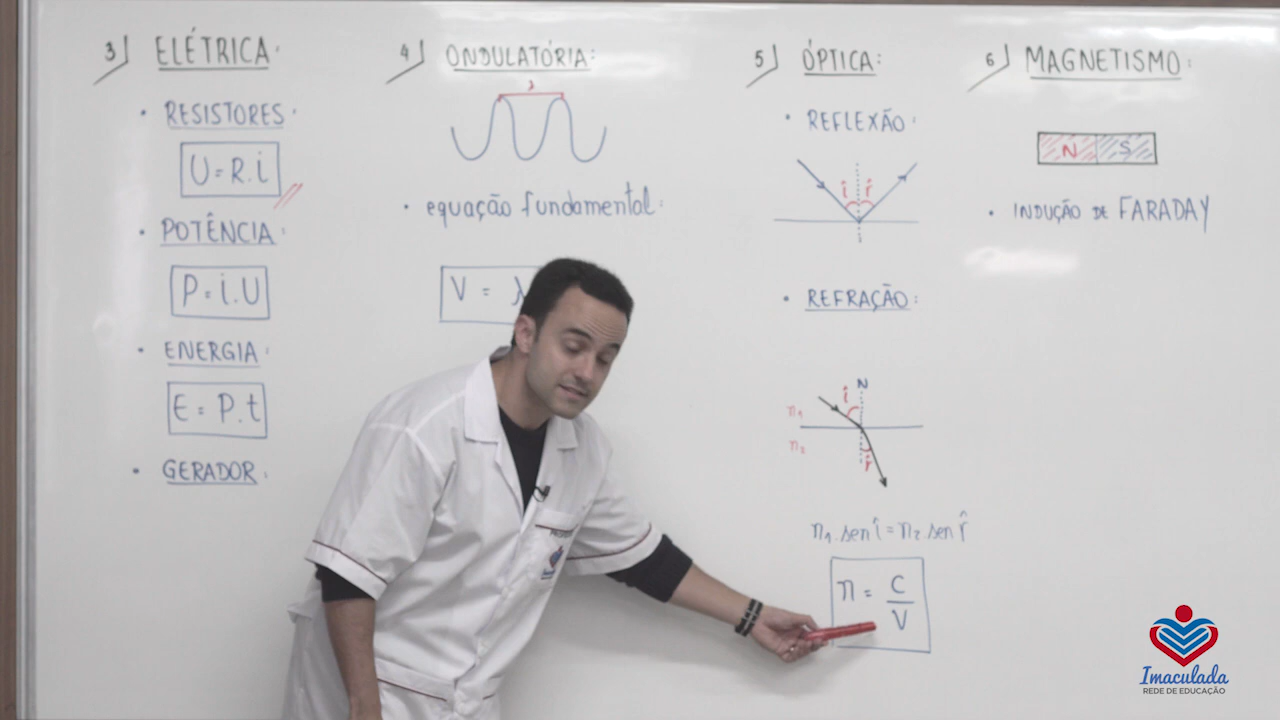 3) ELÉTRICA:
• RESISTORES:
U = R.i
• POTÊNCIA:
P = i.U
• ENERGIA:
E = P.t
• GERADOR:
4) ONDULATÓRIA:
λ
• equação fundamental:
V = λ
5) ÓPTICA:
• REFLEXÃO:
î r̂
• REFRAÇÃO:
N
î
n₁
n₂
r̂
n₁.sen î = n₂.sen r̂
n = C/V
6) MAGNETISMO:
N S
• INDUÇÃO DE FARADAY
Imaculada
REDE DE EDUCAÇÃO
Imaculada